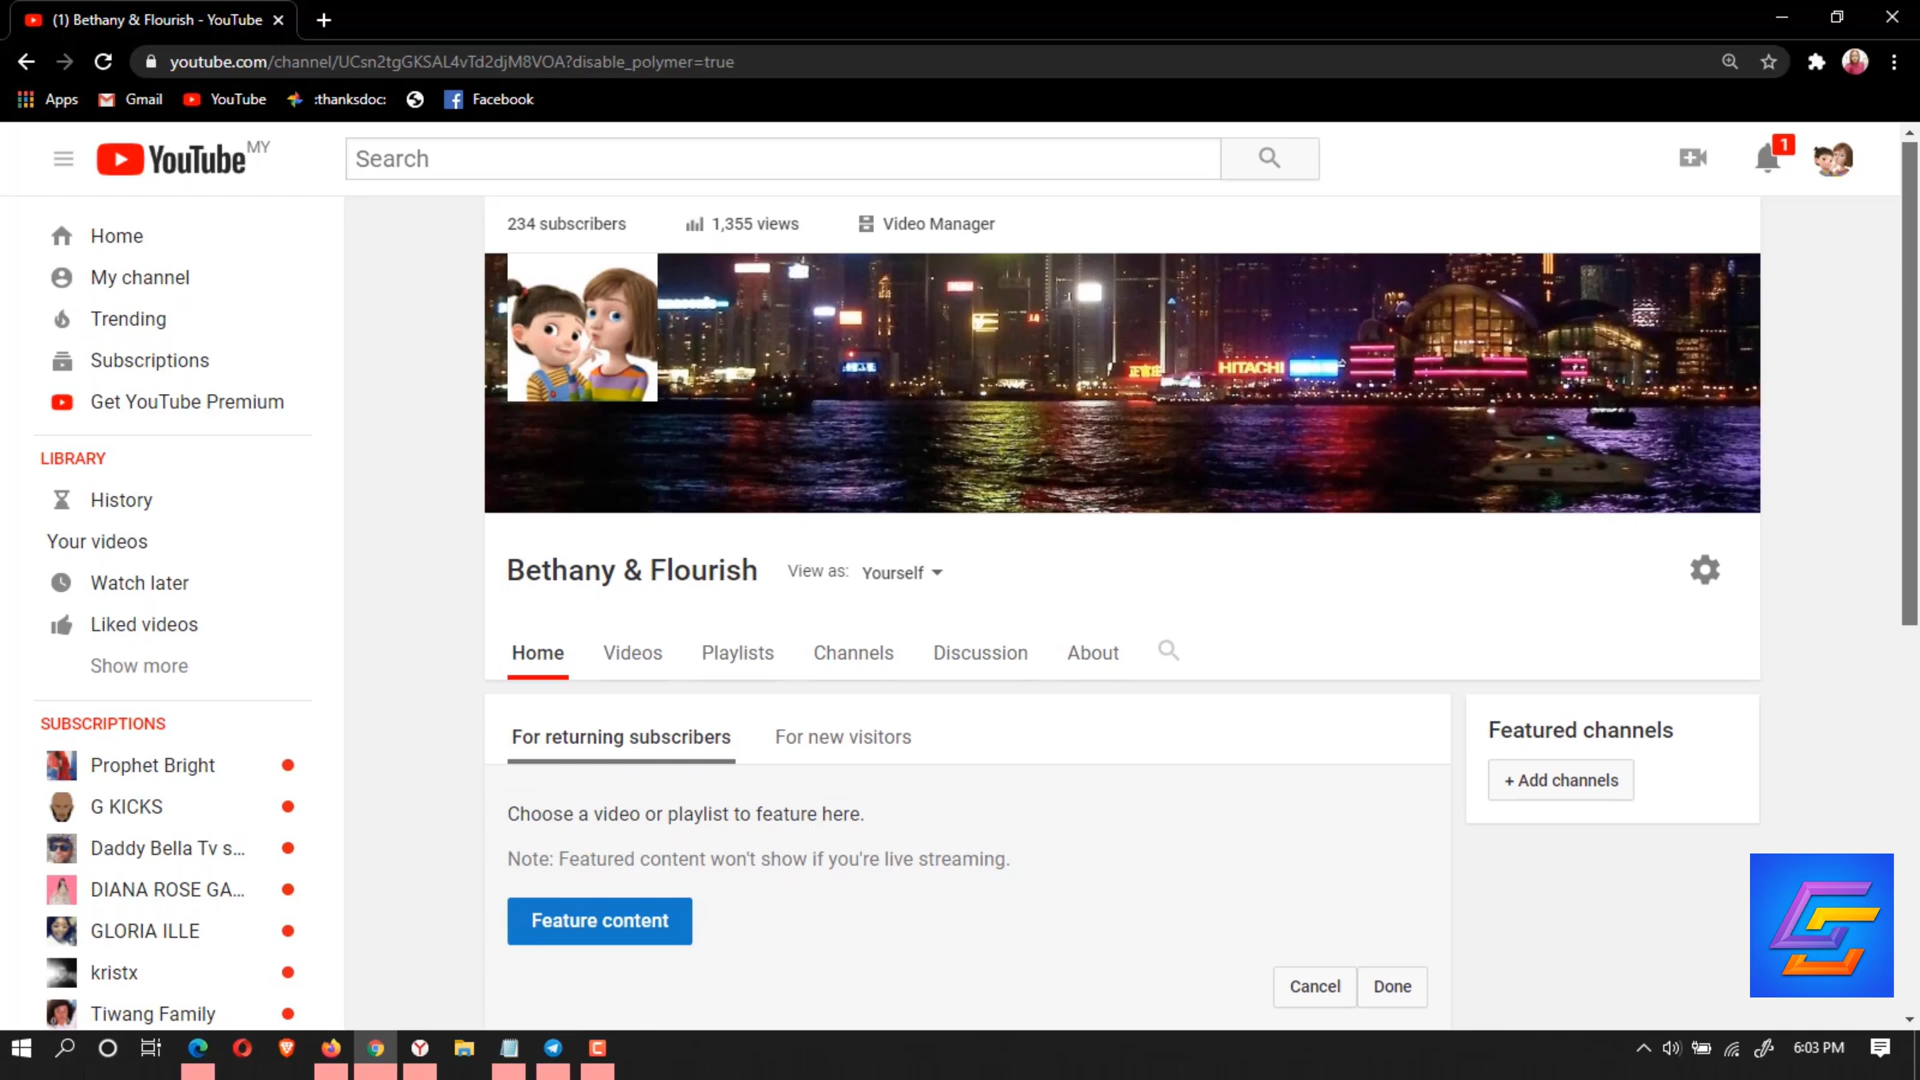 (1) Bethany & Flourish - YouTube
youtube.com/channel/UCsn2tgGKSAL4vTd2djM8VOA?disable_polymer=true
Apps Gmail YouTube :thanksdoc: Facebook
YouTube MY
Search
1
Home
My channel
Trending
Subscriptions
Get YouTube Premium
LIBRARY
History
Your videos
Watch later
Liked videos
Show more
SUBSCRIPTIONS
Prophet Bright
G KICKS
Daddy Bella Tv s...
DIANA ROSE GA...
GLORIA ILLE
kristx
Tiwang Family
234 subscribers 1,355 views Video Manager
HITACHI
Bethany & Flourish View as: Yourself
Home Videos Playlists Channels Discussion About
For returning subscribers For new visitors
Choose a video or playlist to feature here.
Note: Featured content won't show if you're live streaming.
Feature content
Cancel Done
Featured channels
+ Add channels
6:03 PM